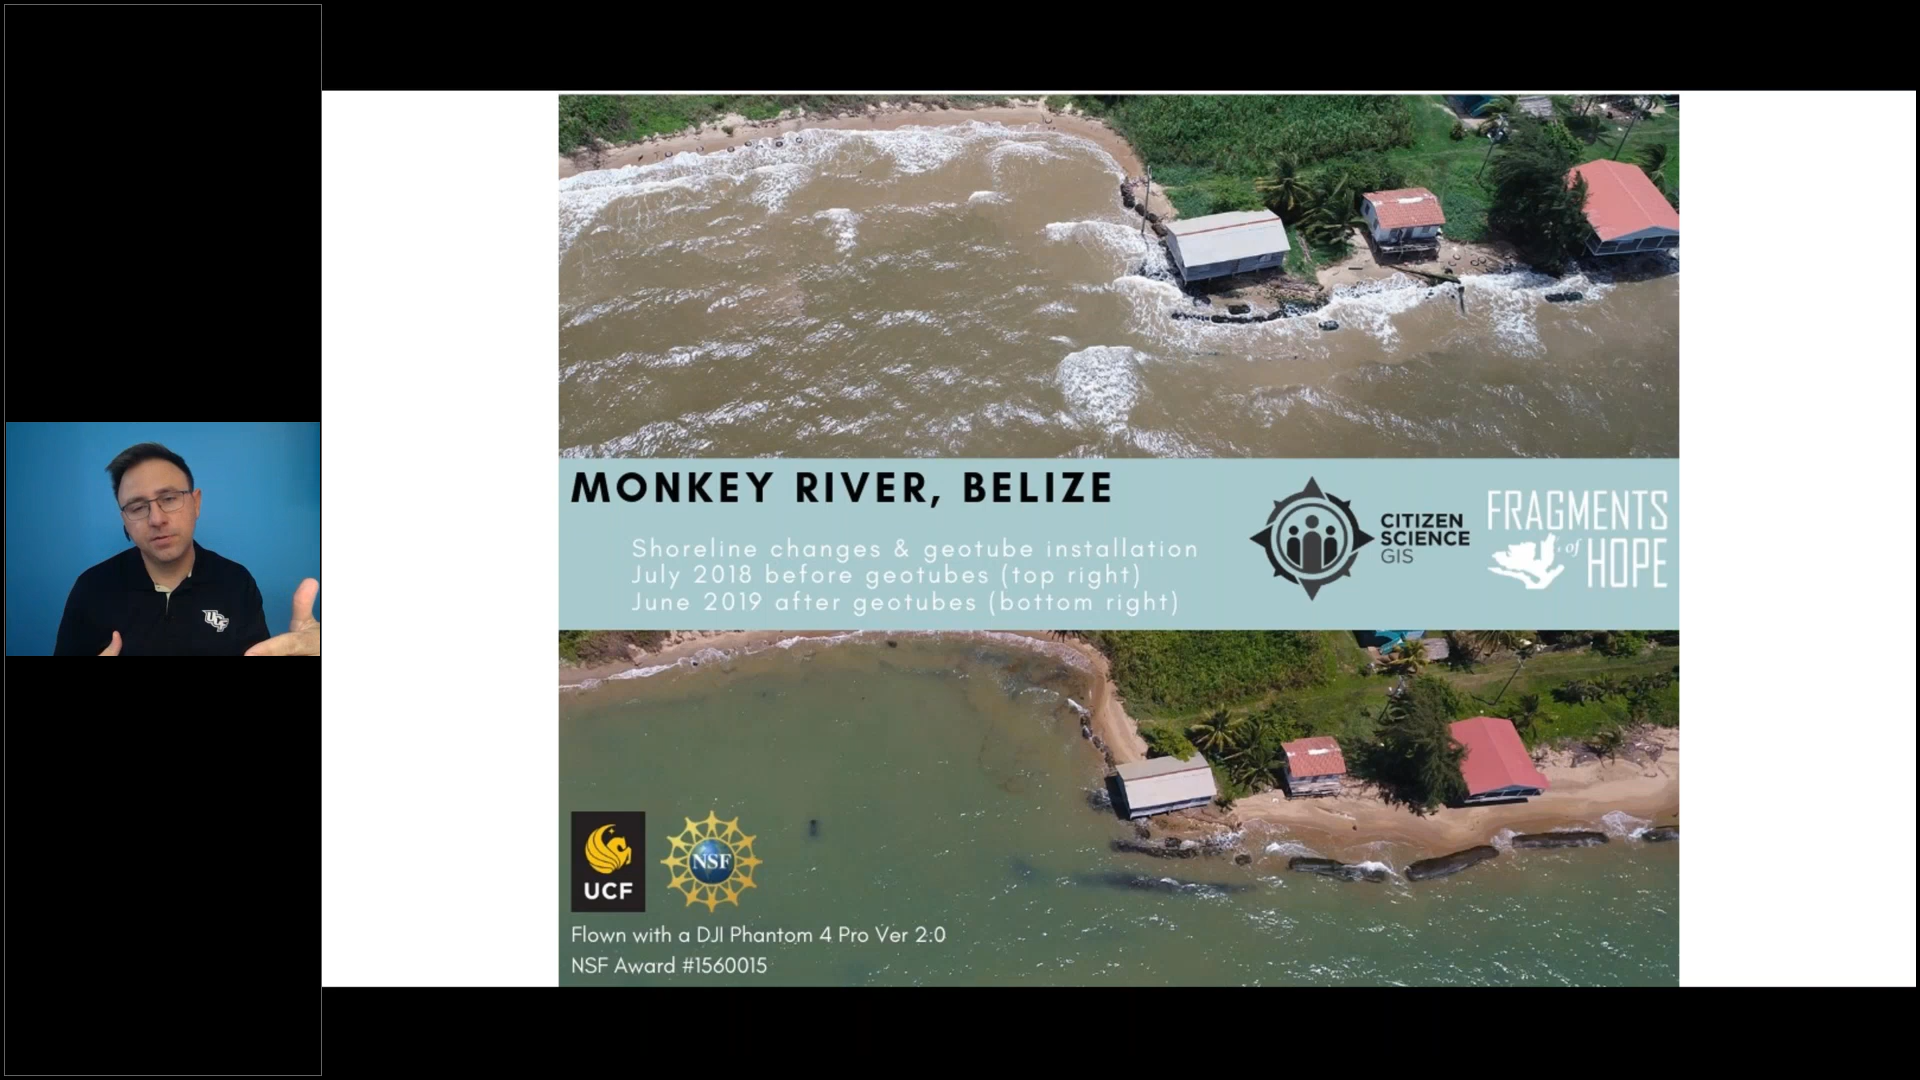 MONKEY RIVER, BELIZE
Shoreline changes & geotube installation
July 2018 before geotubes (top right)
June 2019 after geotubes (bottom right)
CITIZEN
SCIENCE
GIS
FRAGMENTS
of
HOPE
UCF
UCF
NSF
Flown with a DJI Phantom 4 Pro Ver 2:0
NSF Award #1560015